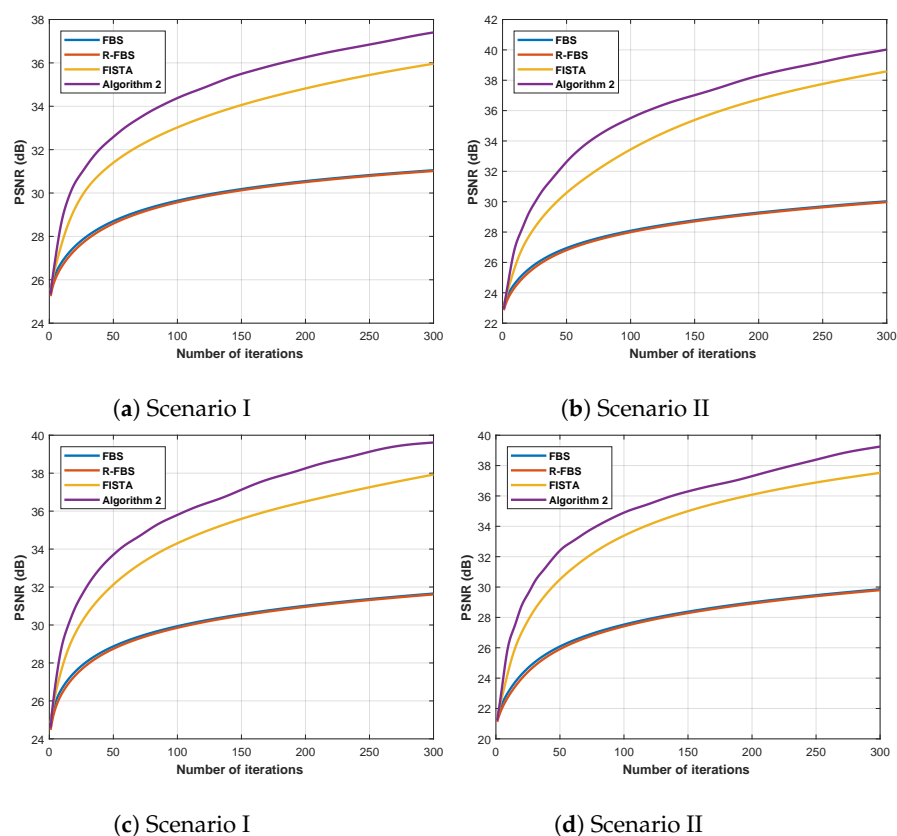 38
36
34
32
30
28
26
24
PSNR (dB)
FBS
R-FBS
FISTA
Algorithm 2
0 50 100 150 200 250 300
Number of iterations
(a) Scenario I
42
40
38
36
34
32
30
28
26
24
22
PSNR (dB)
FBS
R-FBS
FISTA
Algorithm 2
0 50 100 150 200 250 300
Number of iterations
(b) Scenario II
40
38
36
34
32
30
28
26
24
PSNR (dB)
FBS
R-FBS
FISTA
Algorithm 2
0 50 100 150 200 250 300
Number of iterations
(c) Scenario I
40
38
36
34
32
30
28
26
24
22
20
PSNR (dB)
FBS
R-FBS
FISTA
Algorithm 2
0 50 100 150 200 250 300
Number of iterations
(d) Scenario II